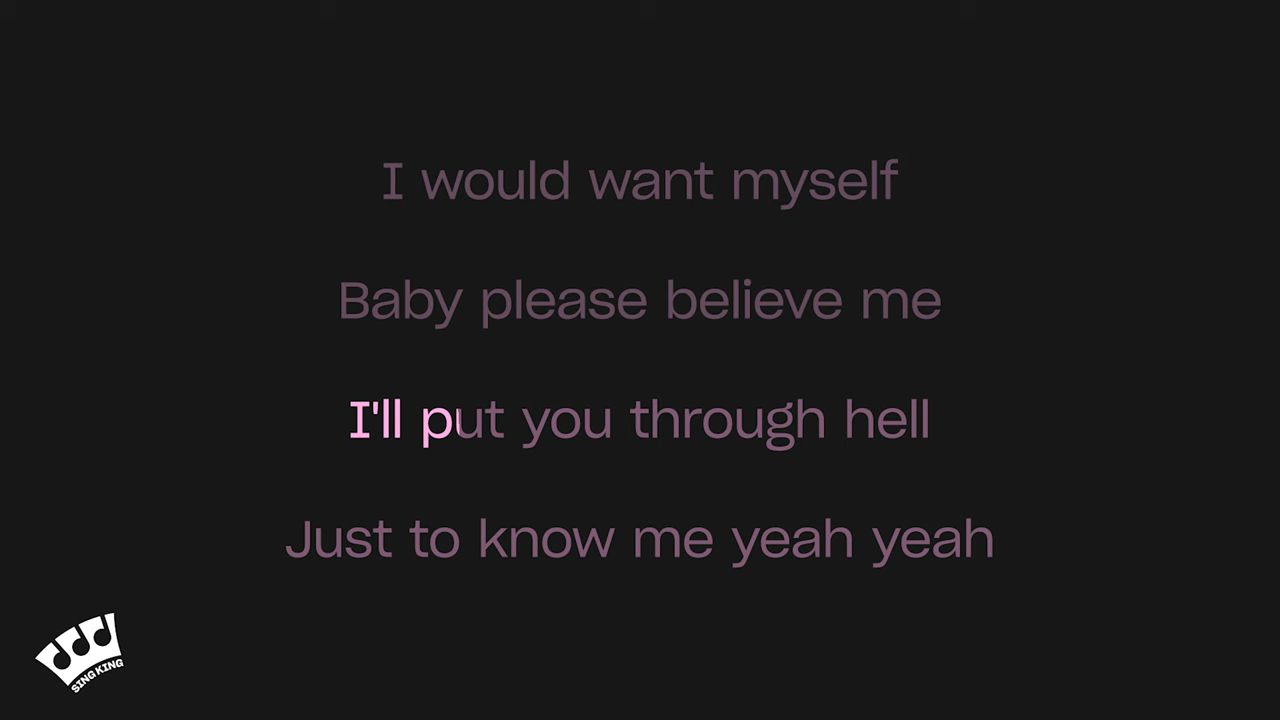 I would want myself
Baby please believe me
I'll put you through hell
Just to know me yeah yeah
SING KING